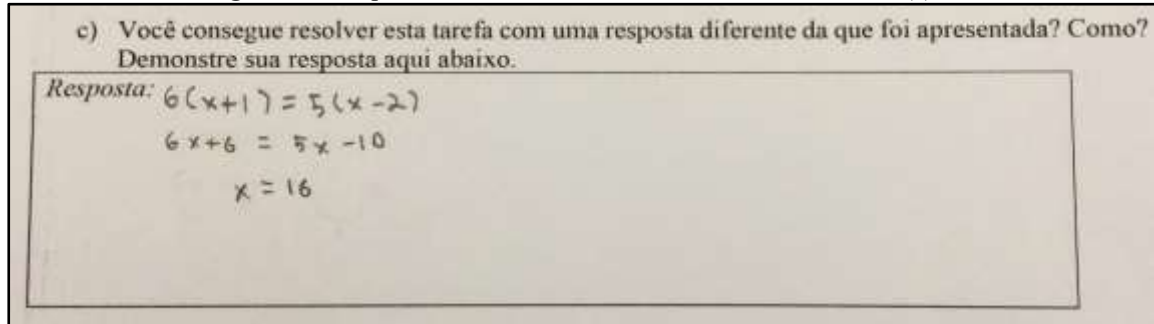 c) Você consegue resolver esta tarefa com uma resposta diferente da que foi apresentada? Como?
Demonstre sua resposta aqui abaixo.
Resposta: 6(x+1) = 5(x-2)
6x+6 = 5x-10
x = 16